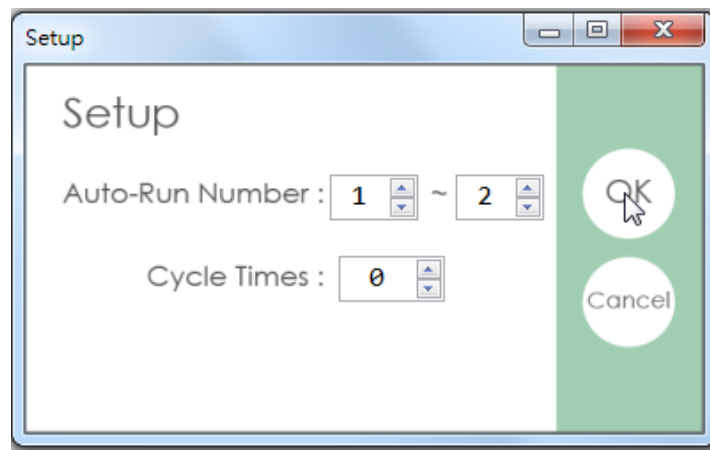 Setup
Setup
Auto-Run Number : 1 ~ 2
OK
Cycle Times : 0
Cancel